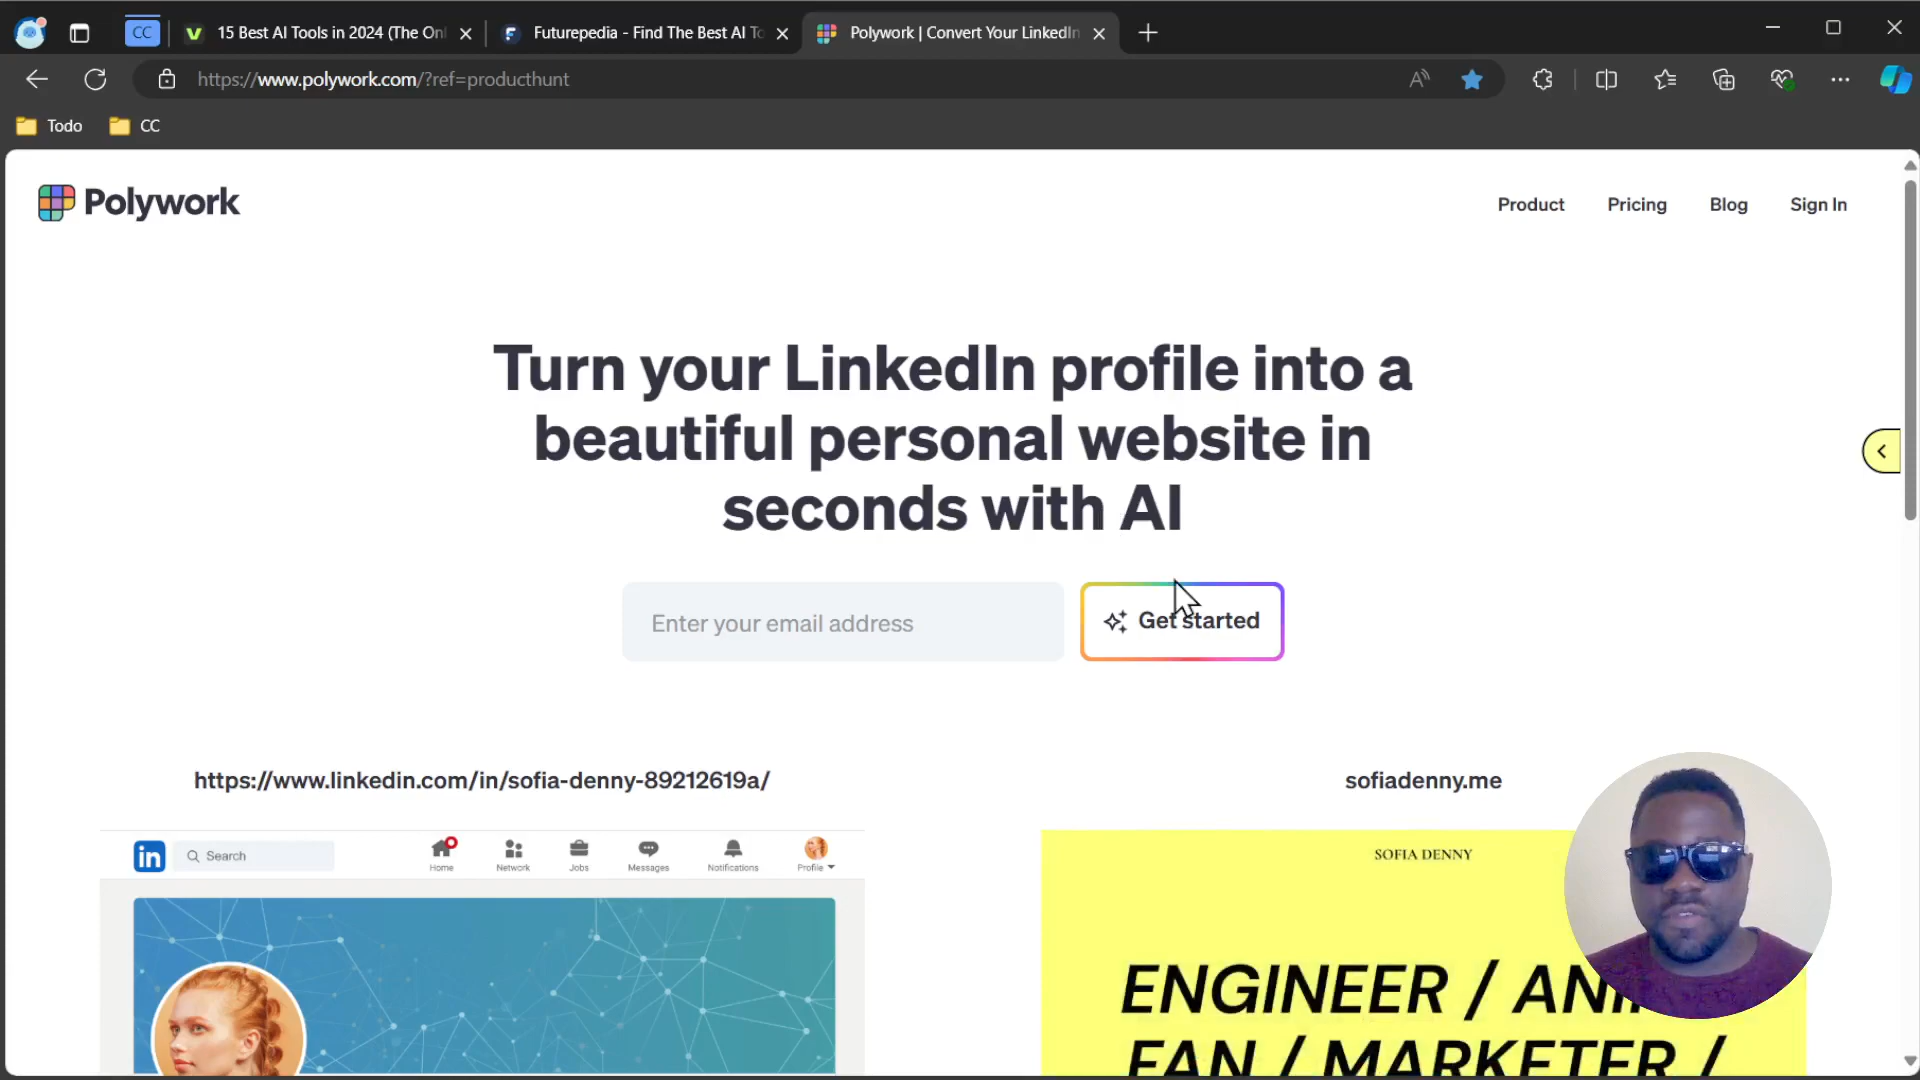 CC
15 Best AI Tools in 2024 (The Onl
Futurepedia - Find The Best AI To
Polywork | Convert Your LinkedIn
https://www.polywork.com/?ref=producthunt
Todo
CC
Polywork
Product
Pricing
Blog
Sign In
Turn your LinkedIn profile into a
beautiful personal website in
seconds with AI
Enter your email address
Get started
https://www.linkedin.com/in/sofia-denny-89212619a/
sofiadenny.me
in
Search
Home
Network
Jobs
Messages
Notifications
Profile
SOFIA DENNY
ENGINEER /
FAN / MARKETER /